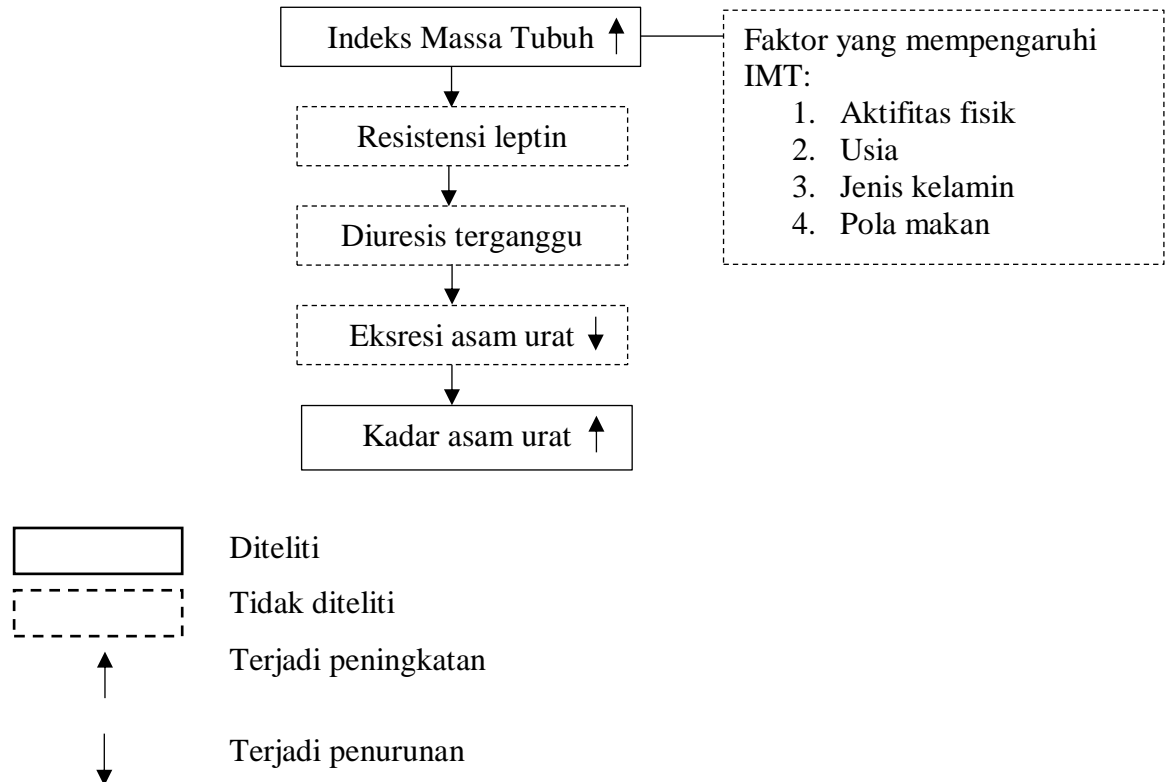 Indeks Massa Tubuh
Faktor yang mempengaruhi
IMT:
1. Aktifitas fisik
2. Usia
3. Jenis kelamin
4. Pola makan
Resistensi leptin
Diuresis terganggu
Eksresi asam urat
Kadar asam urat
Diteliti
Tidak diteliti
Terjadi peningkatan
Terjadi penurunan